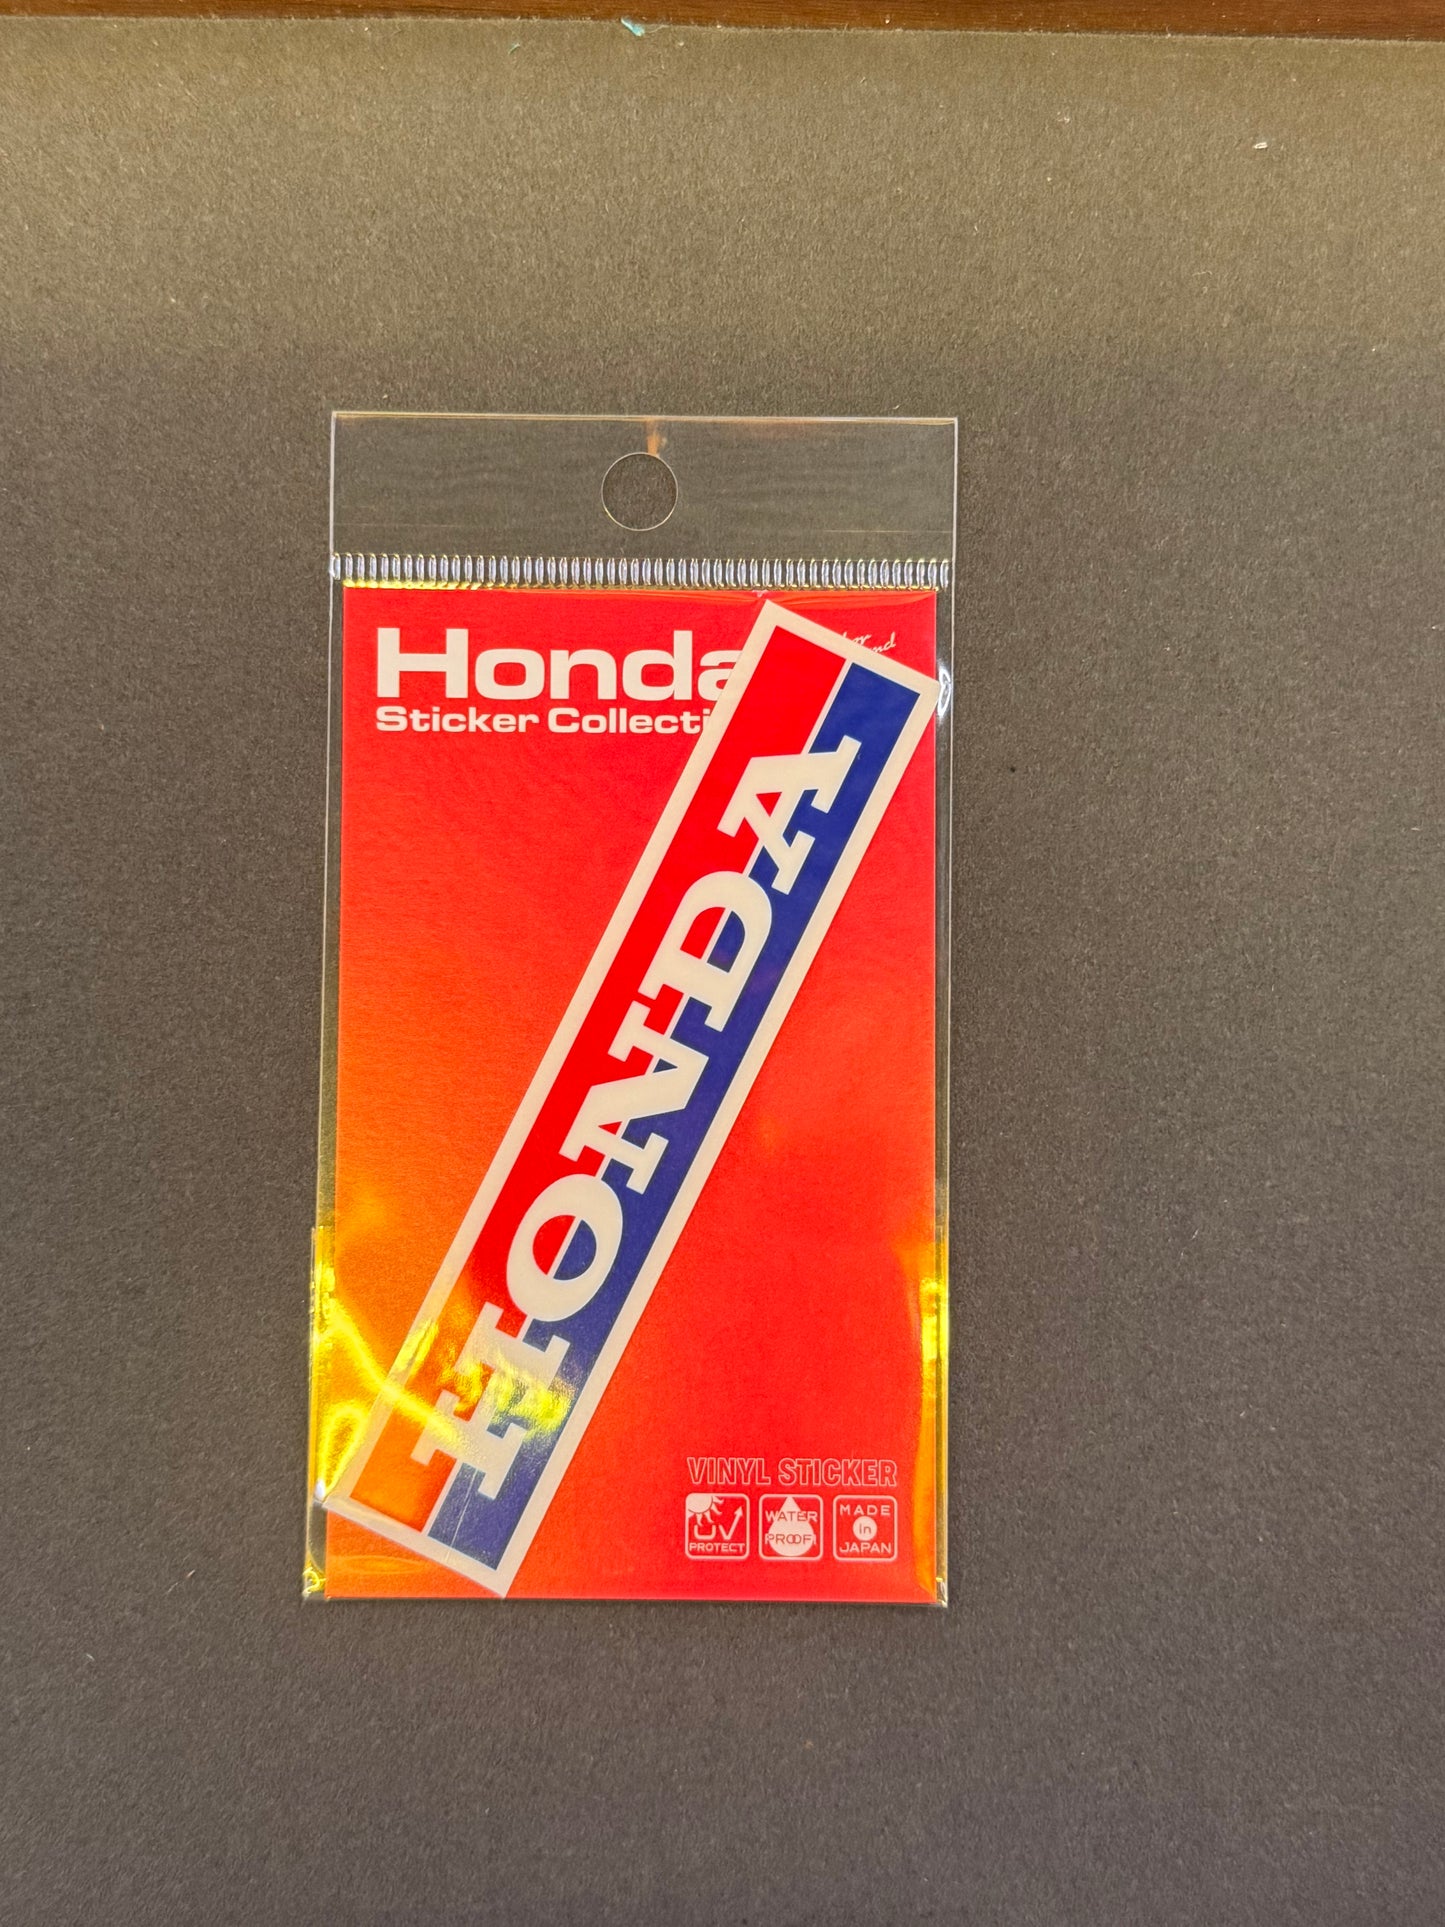 Honda
Sticker Collecti
HONDA
VINYL STICKER
UV
PROTECT
WATER
PROOF!
MADE
in
JAPAN